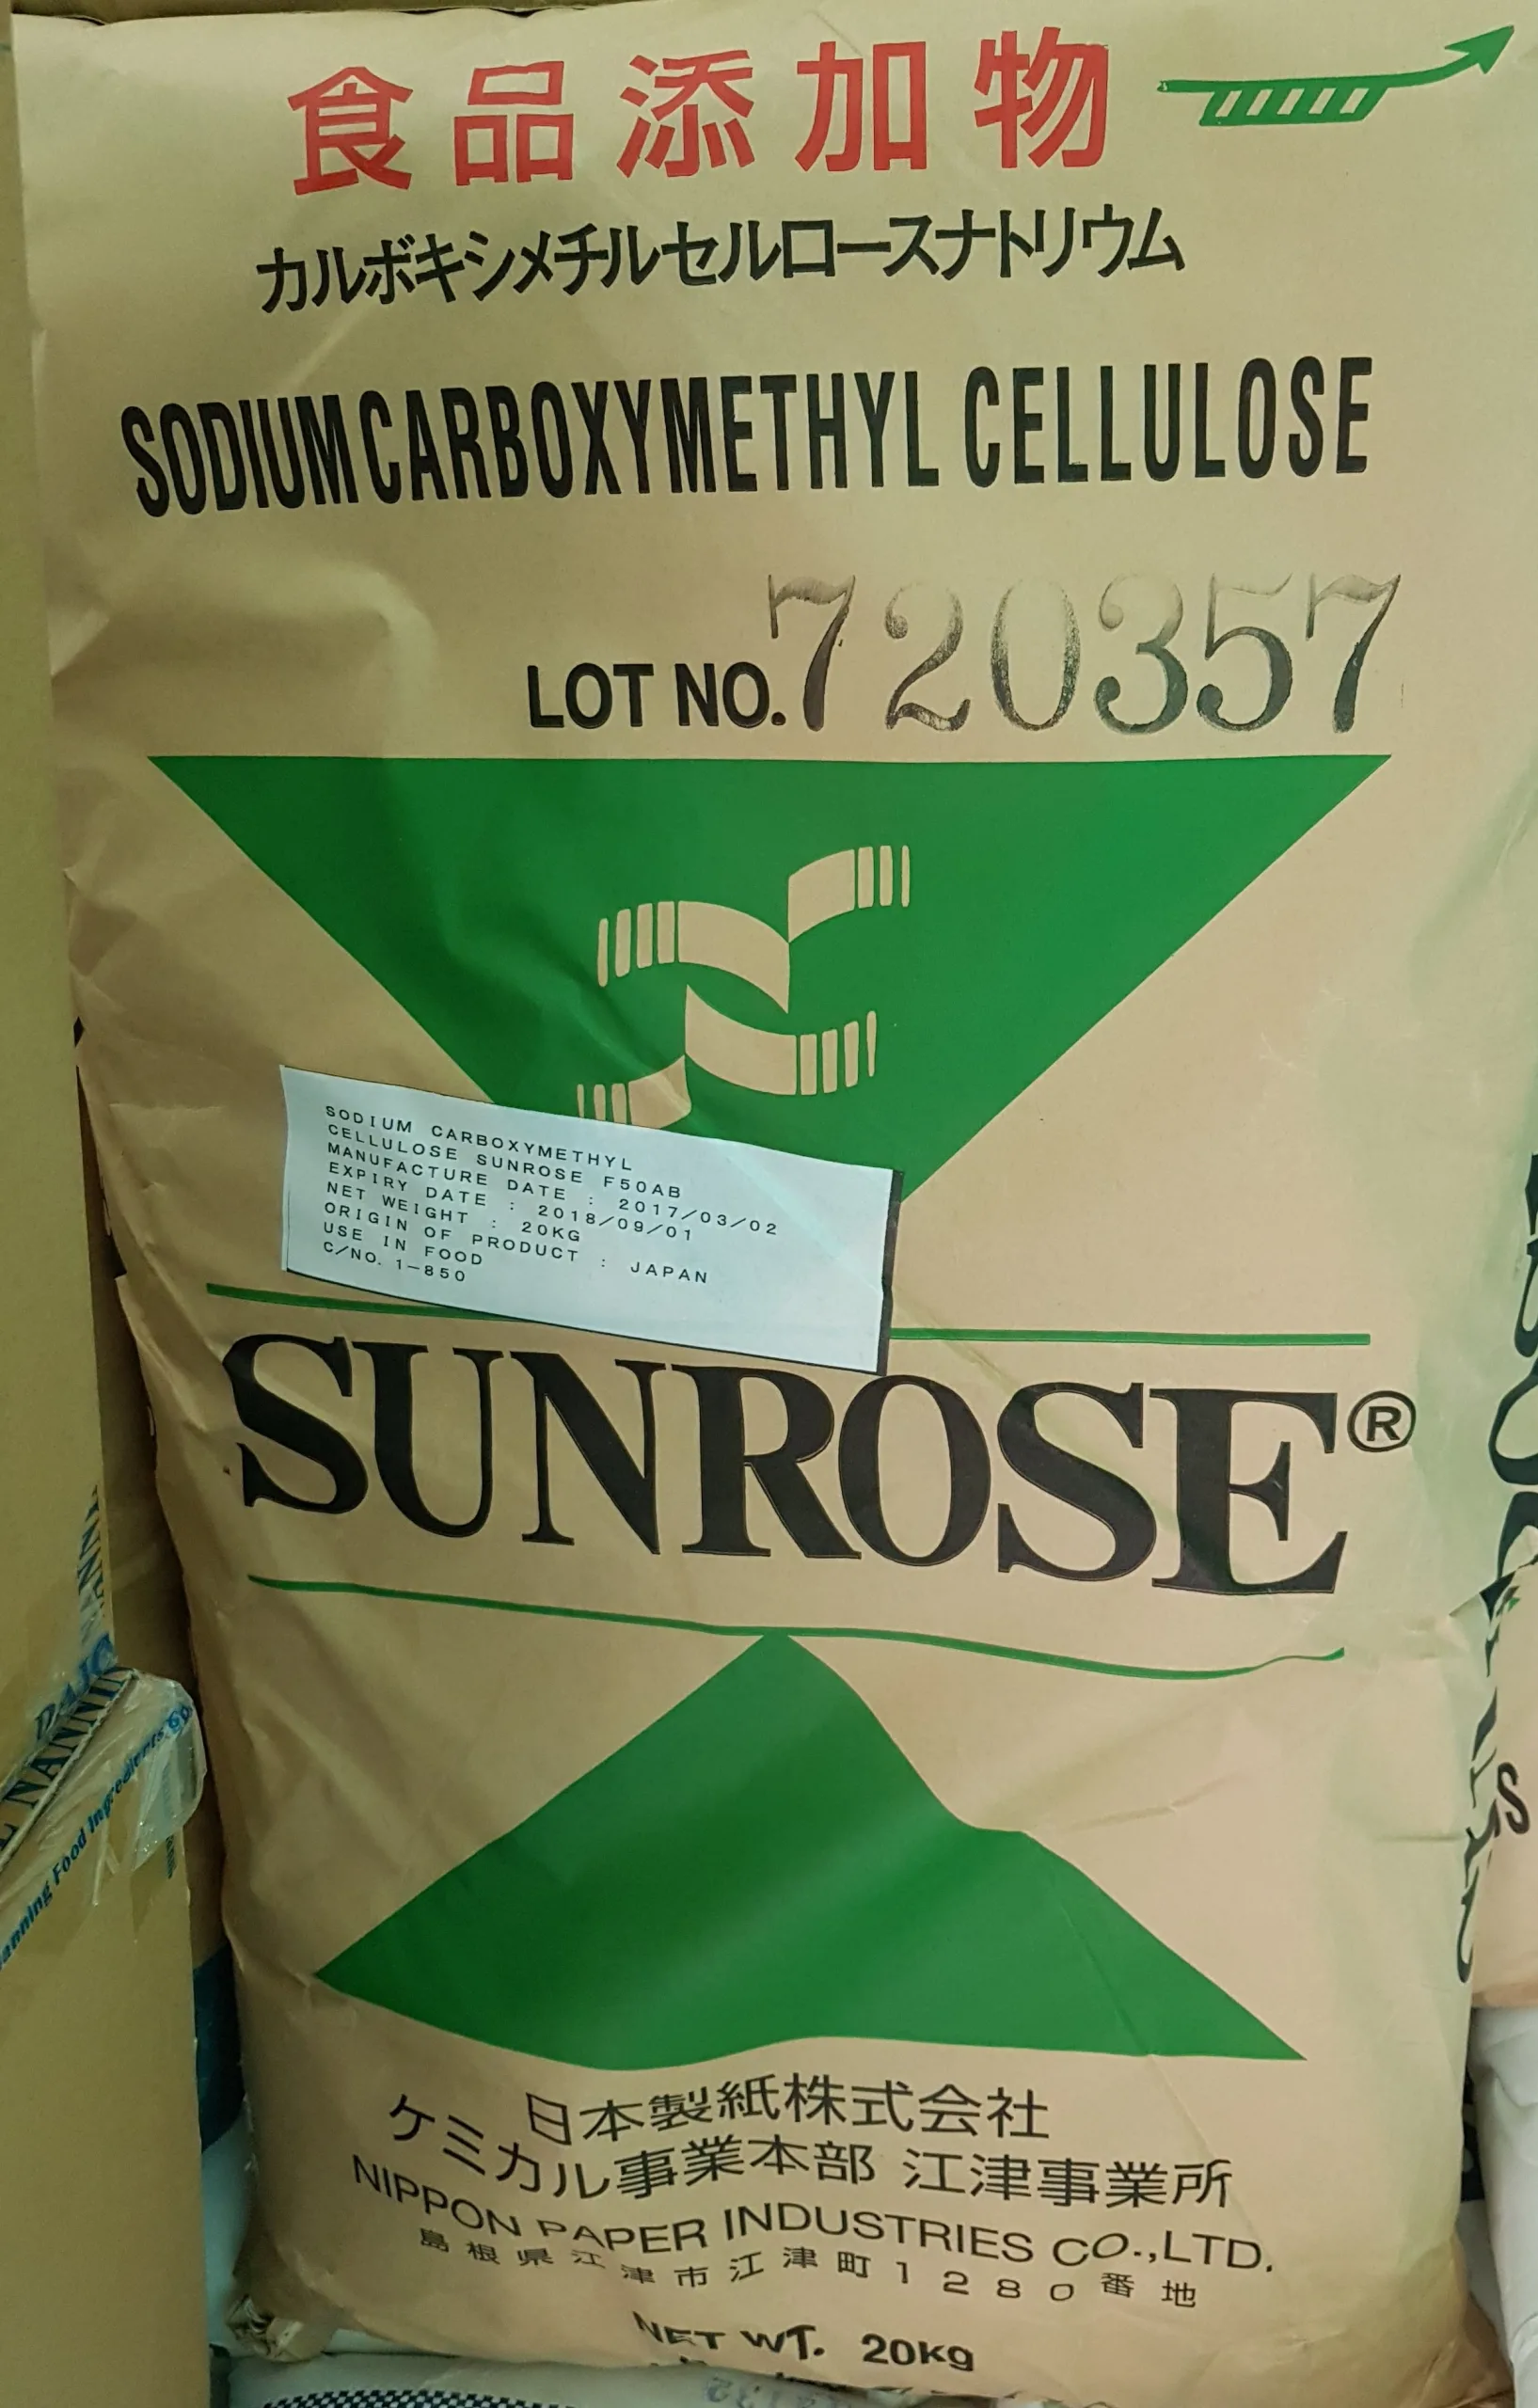 食品添加物
カルボキシメチルセルロースナトリウム
SODIUM CARBOXYMETHYL CELLULOSE
LOT NO. 720357
SODIUM CARBOXYMETHYL
CELLULOSE SUNROSE F50AB
MANUFACTURE DATE : 2017/03/02
EXPIRY DATE : 2018/09/01
NET WEIGHT : 20KG
ORIGIN OF PRODUCT : JAPAN
USE IN FOOD
C/NO. 1-850
SUNROSE®
日本製紙株式会社
ケミカル事業本部 江津事業所
NIPPON PAPER INDUSTRIES CO.,LTD.
島根県江津市江津町1280番地
NET WT. 20kg
NANNIN
anning Food Ingredients